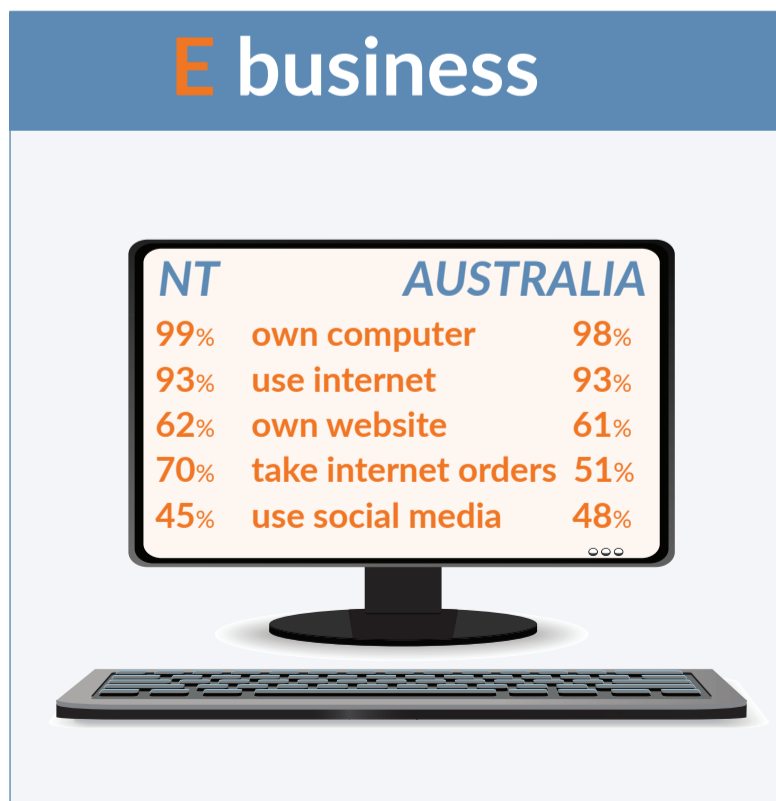 E business
NT AUSTRALIA
99% own computer 98%
93% use internet 93%
62% own website 61%
70% take internet orders 51%
45% use social media 48%